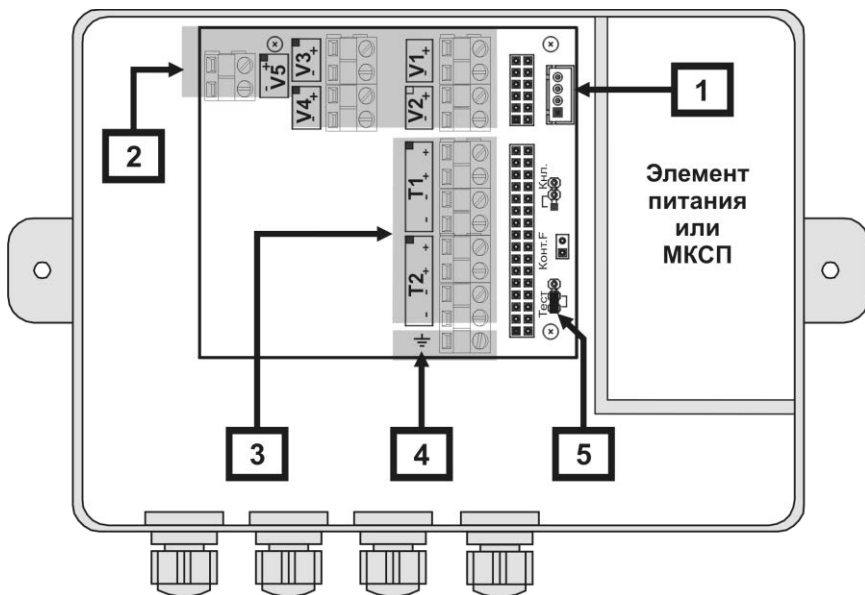 +
V5
-
+
V3
-
+
V4
-
+
V1
-
+
V2
-
1
2
+
+
T1
-
-
+
+
T2
-
-
Кнп.
Конт.F
Тест
Элемент
питания
или
МКСП
3
4
5